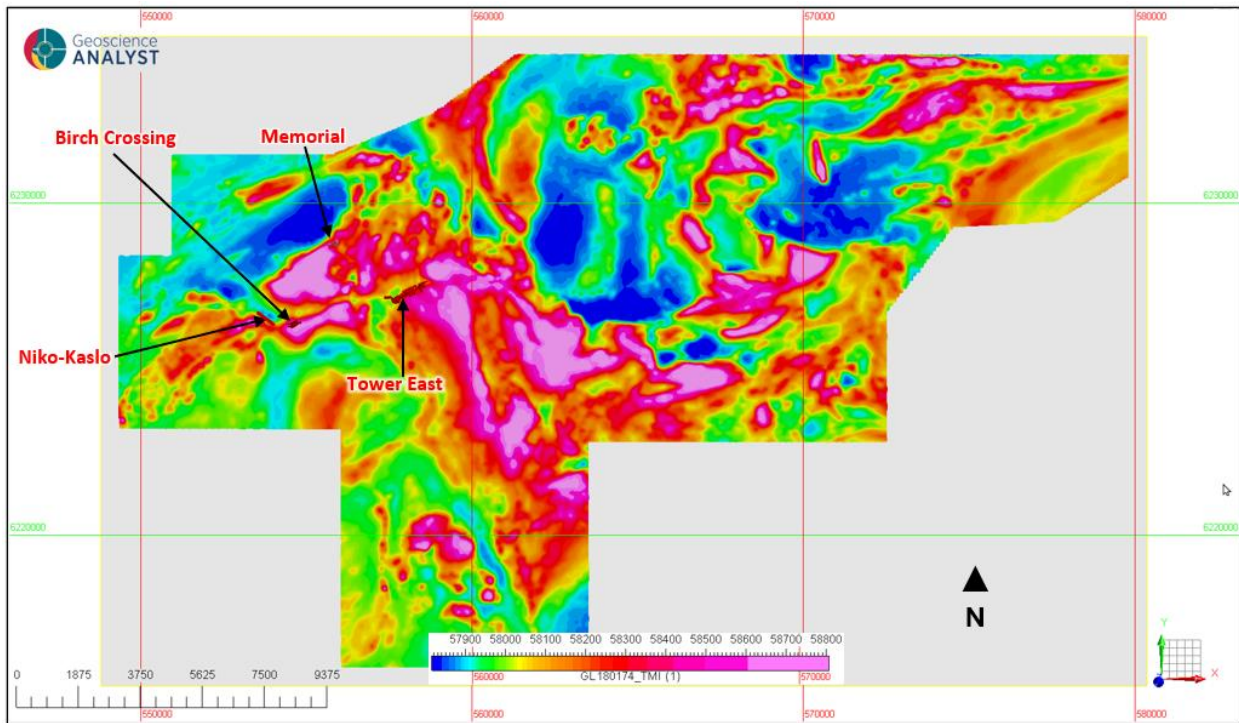 550000
560000
570000
580000
Geoscience
ANALYST
Birch Crossing
Memorial
6230000
6230000
Niko-Kaslo
Tower East
6220000
6220000
N
57900 58000 58100 58200 58300 58400 58500 58600 58700 58800
GL180174_TMI (1)
0 1875 3750 5625 7500 9375
Y
X
550000
560000
570000
580000